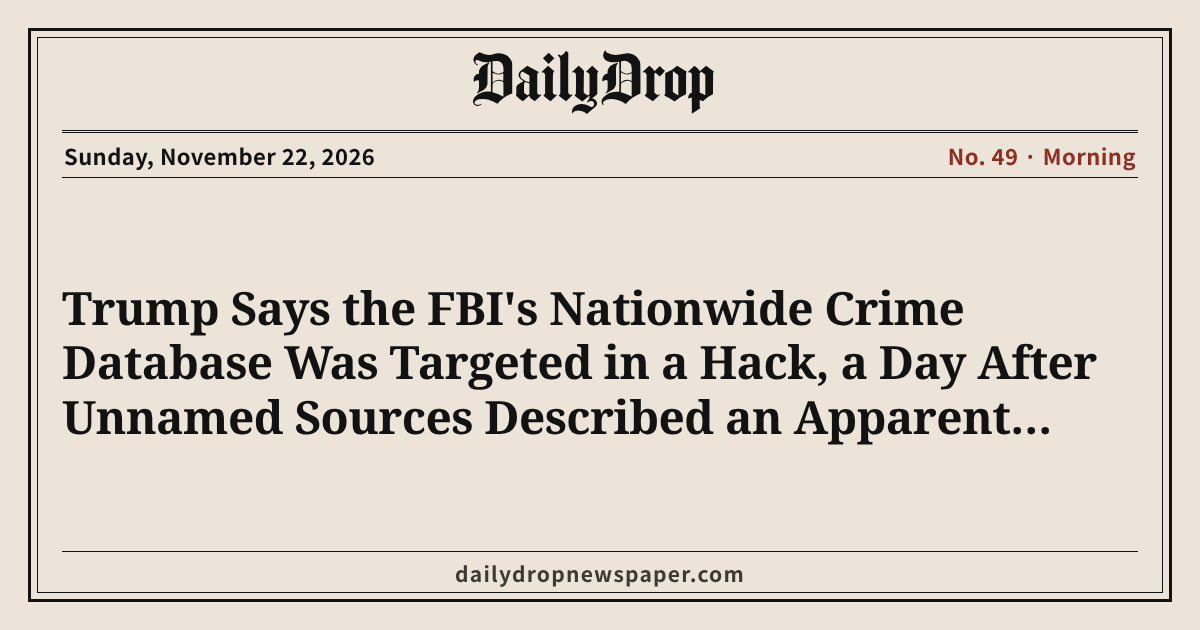 DailyDrop
Sunday, November 22, 2026
No. 49 · Morning
Trump Says the FBI's Nationwide Crime
Database Was Targeted in a Hack, a Day After
Unnamed Sources Described an Apparent...
dailydropnewspaper.com